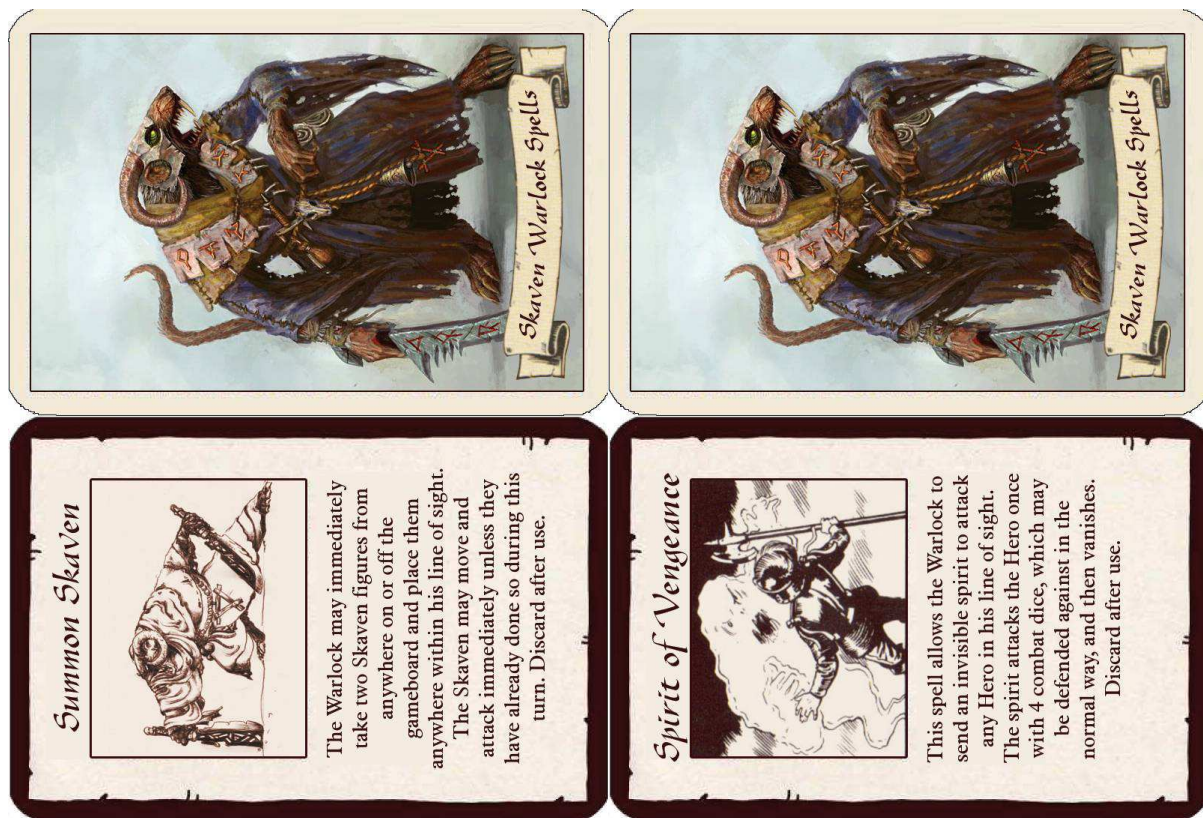 Skaven Warlock Spells
Skaven Warlock Spells
Summon Skaven
The Warlock may immediately
take two Skaven figures from
anywhere on or off the
gameboard and place them
anywhere within his line of sight.
The Skaven may move and
attack immediately unless they
have already done so during this
turn. Discard after use.
Spirit of Vengeance
This spell allows the Warlock to
send an invisible spirit to attack
any Hero in his line of sight.
The spirit attacks the Hero once
with 4 combat dice, which may
be defended against in the
normal way, and then vanishes.
Discard after use.